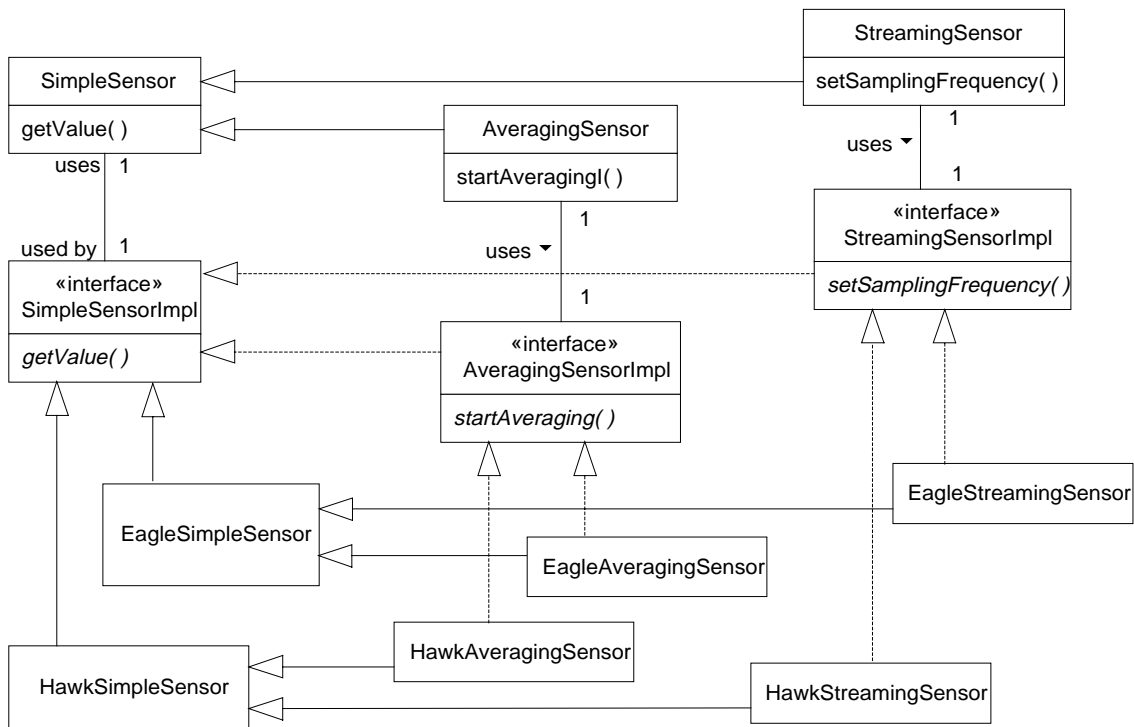 StreamingSensor
setSamplingFrequency( )
SimpleSensor
getValue( )
AveragingSensor
startAveragingI( )
uses
1
1
uses
1
used by
1
«interface»
SimpleSensorImpl
getValue( )
1
uses
1
«interface»
AveragingSensorImpl
startAveraging( )
«interface»
StreamingSensorImpl
setSamplingFrequency( )
EagleStreamingSensor
EagleSimpleSensor
EagleAveragingSensor
HawkAveragingSensor
HawkSimpleSensor
HawkStreamingSensor